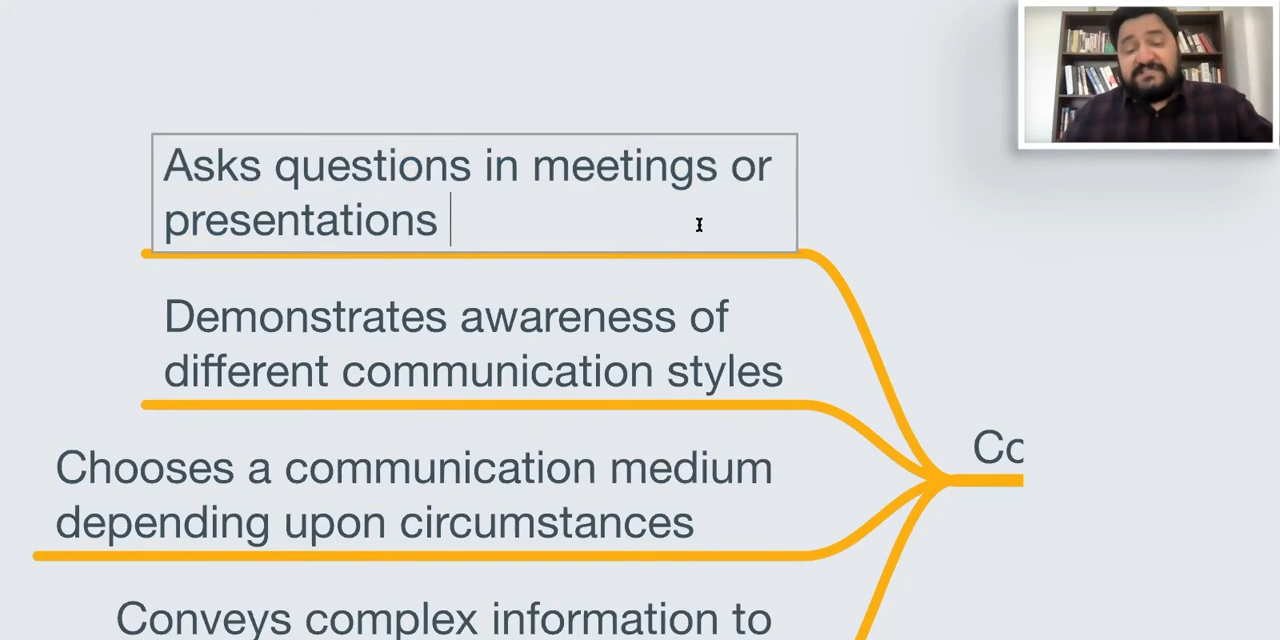 Asks questions in meetings or
presentations
Demonstrates awareness of
different communication styles
Co
Chooses a communication medium
depending upon circumstances
Conveys complex information to